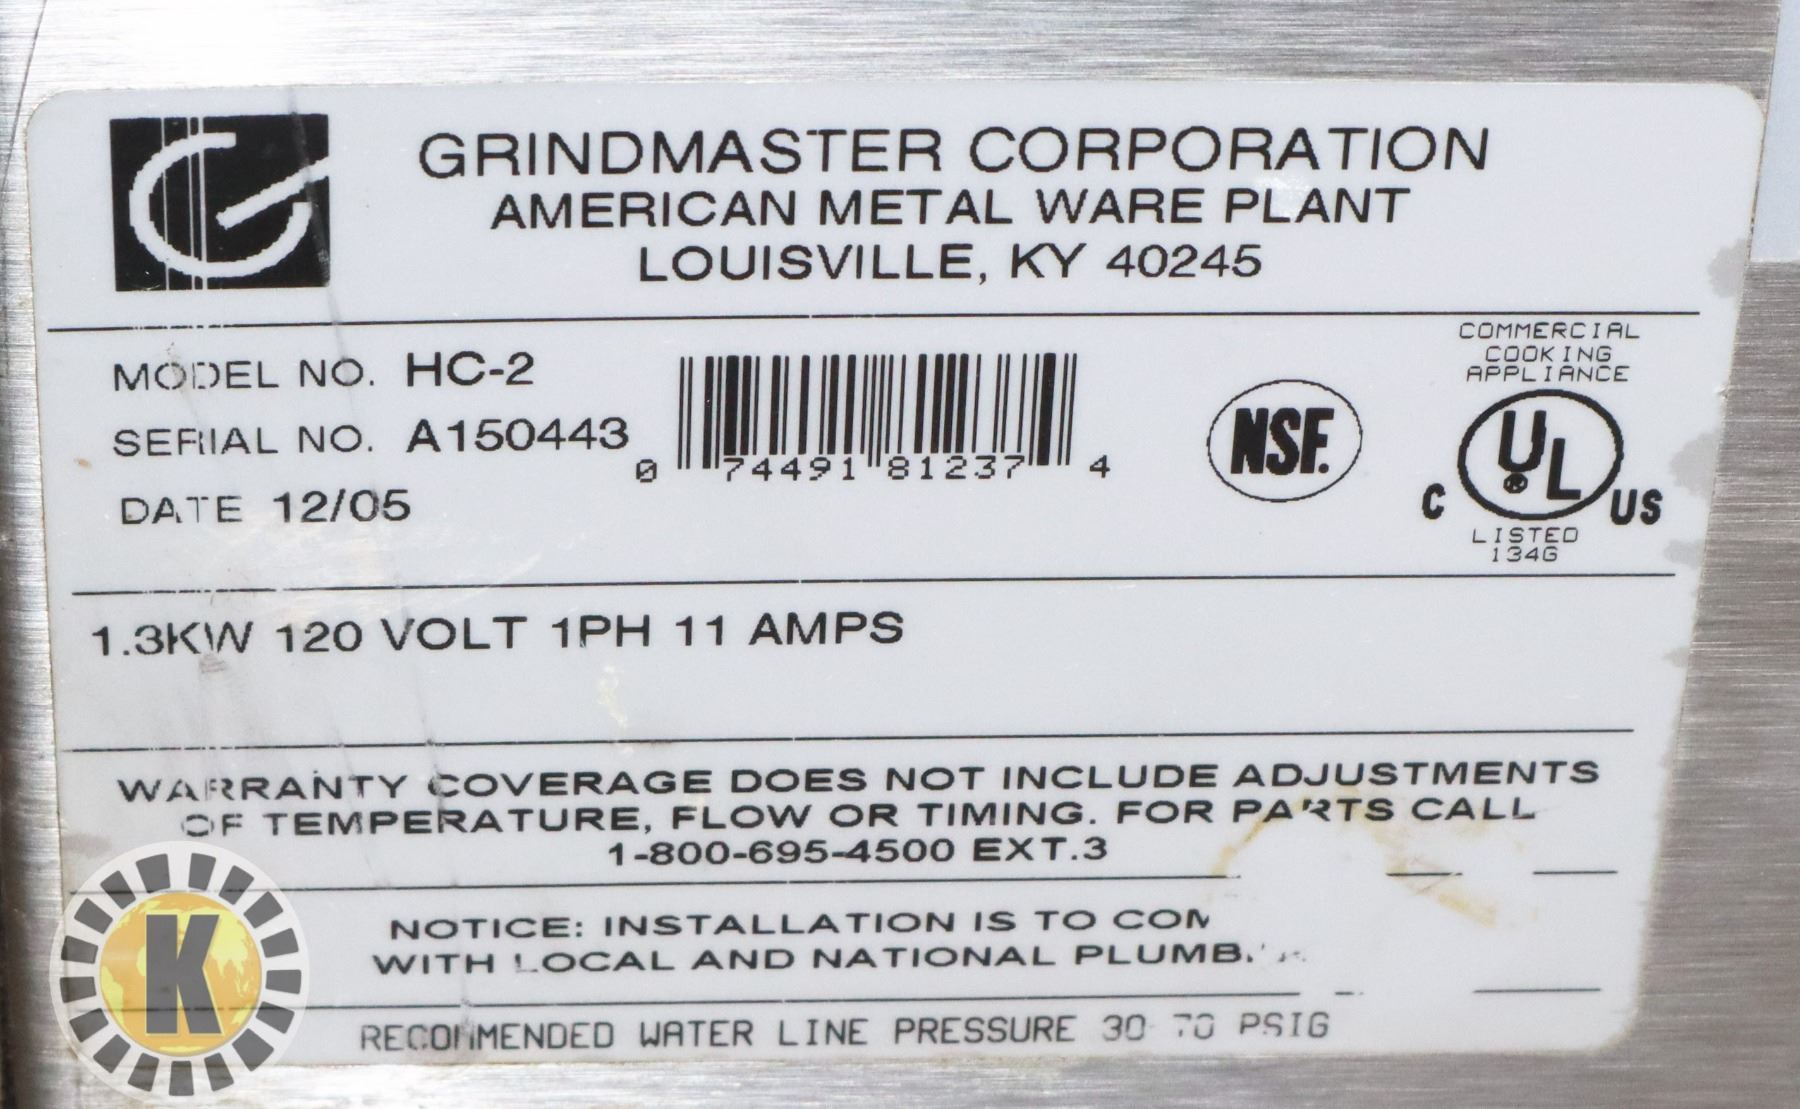 GRINDMASTER CORPORATION
AMERICAN METAL WARE PLANT
LOUISVILLE, KY 40245
MODEL NO. HC-2
SERIAL NO. A150443
DATE 12/05
0 74491 81237 4
NSF.
COMMERCIAL
COOKING
APPLIANCE
C UL® US
LISTED
134G
1.3KW 120 VOLT 1PH 11 AMPS
WARRANTY COVERAGE DOES NOT INCLUDE ADJUSTMENTS
OF TEMPERATURE, FLOW OR TIMING. FOR PARTS CALL
1-800-695-4500 EXT.3
NOTICE: INSTALLATION IS TO
WITH LOCAL AND NATIONAL
RECOMMENDED WATER LINE PRESSURE 30-70 PSIG
K